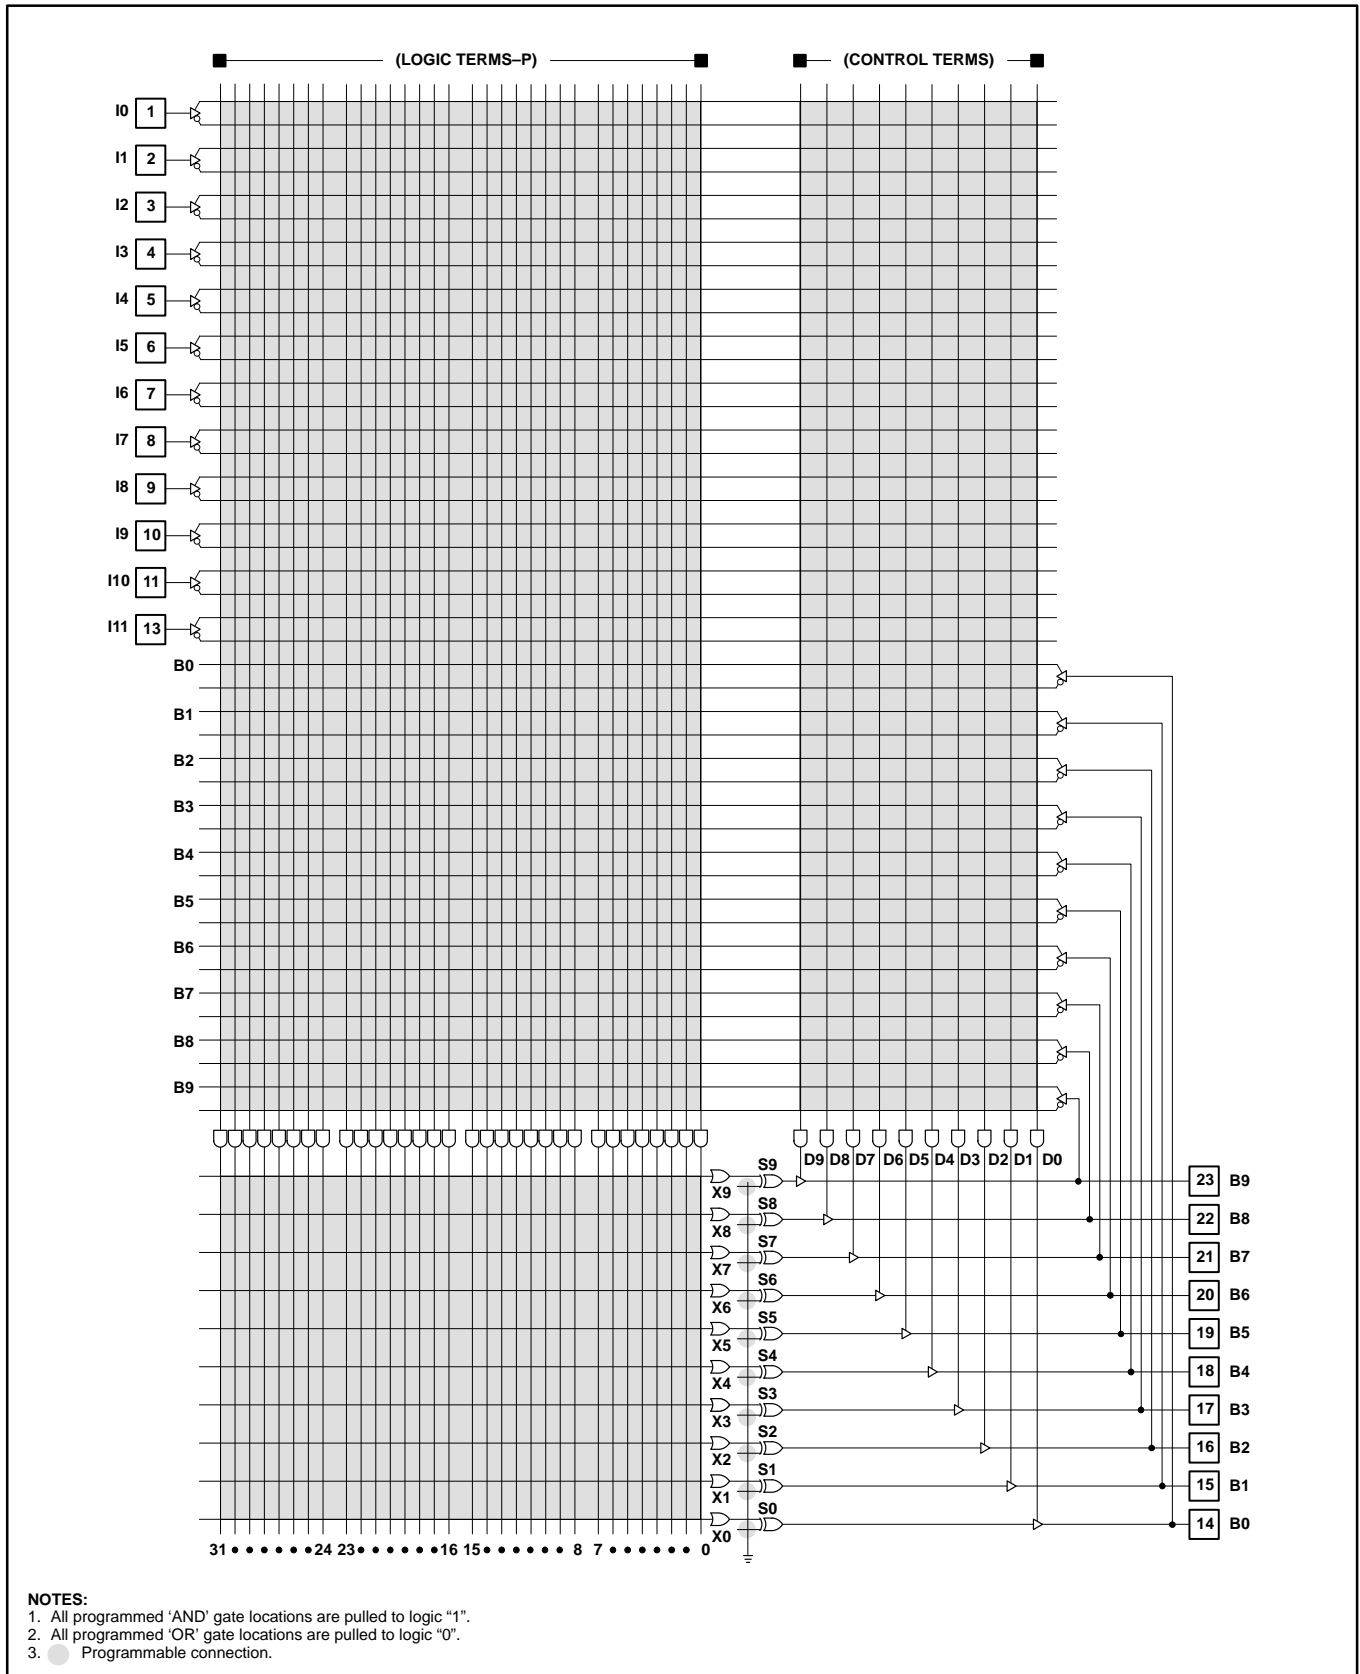 (LOGIC TERMS–P) (CONTROL TERMS)
I0 1
I1 2
I2 3
I3 4
I4 5
I5 6
I6 7
I7 8
I8 9
I9 10
I10 11
I11 13
B0
B1
B2
B3
B4
B5
B6
B7
B8
B9
D9 D8 D7 D6 D5 D4 D3 D2 D1 D0
S9
X9 23 B9
S8
X8 22 B8
S7
X7 21 B7
S6
X6 20 B6
S5
X5 19 B5
S4
X4 18 B4
S3
X3 17 B3
S2
X2 16 B2
S1
X1 15 B1
S0
X0 14 B0
31 • • • • • • 24 23 • • • • • • 16 15 • • • • • • 8 7 • • • • • • 0
NOTES:
1. All programmed ‘AND’ gate locations are pulled to logic “1”.
2. All programmed ‘OR’ gate locations are pulled to logic “0”.
3. Programmable connection.